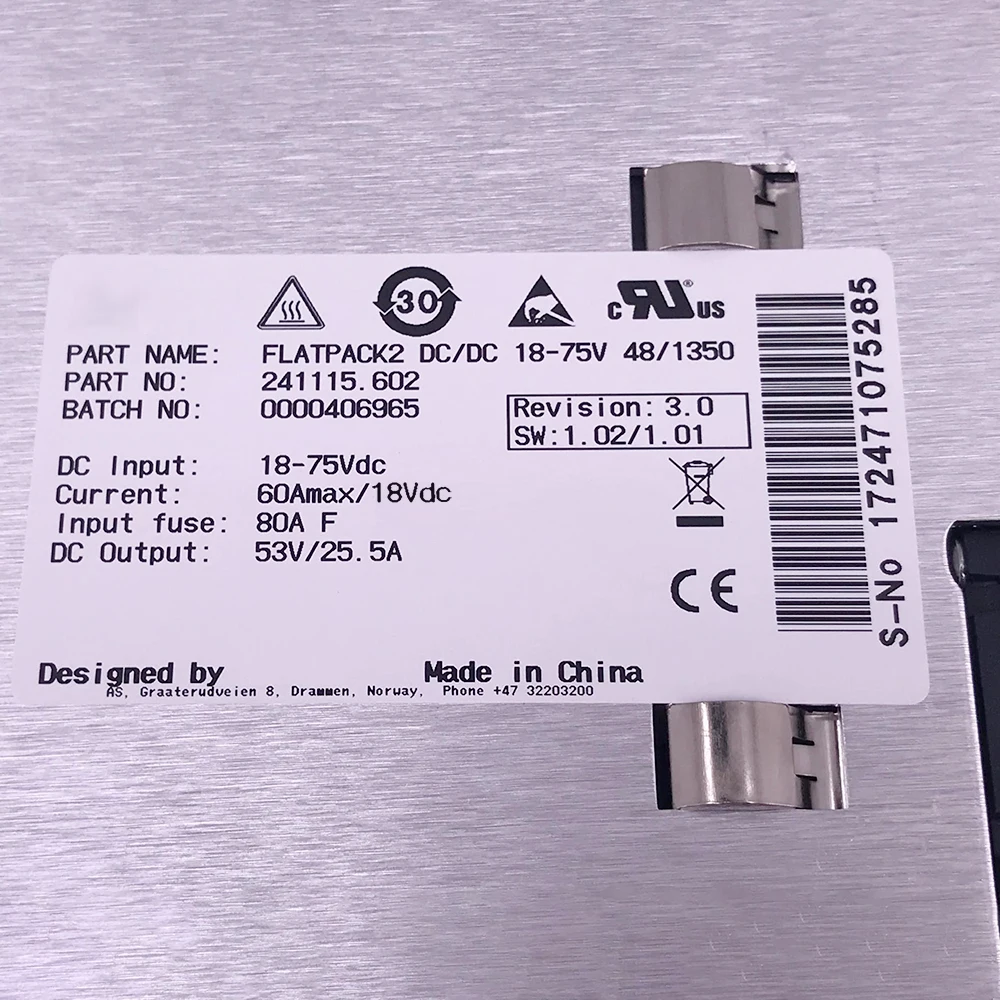 30
c RU® US
PART NAME: FLATPACK2 DC/DC 18-75V 48/1350
PART NO: 241115.602
BATCH NO: 0000406965
Revision: 3.0
SW:1.02/1.01
DC Input: 18-75Vdc
Current: 60Amax/18Vdc
Input fuse: 80A F
DC Output: 53V/25.5A
CE
S-No 172471075285
Designed by
Made in China
AS, Graaterudveien 8, Drammen, Norway, Phone +47 32203200